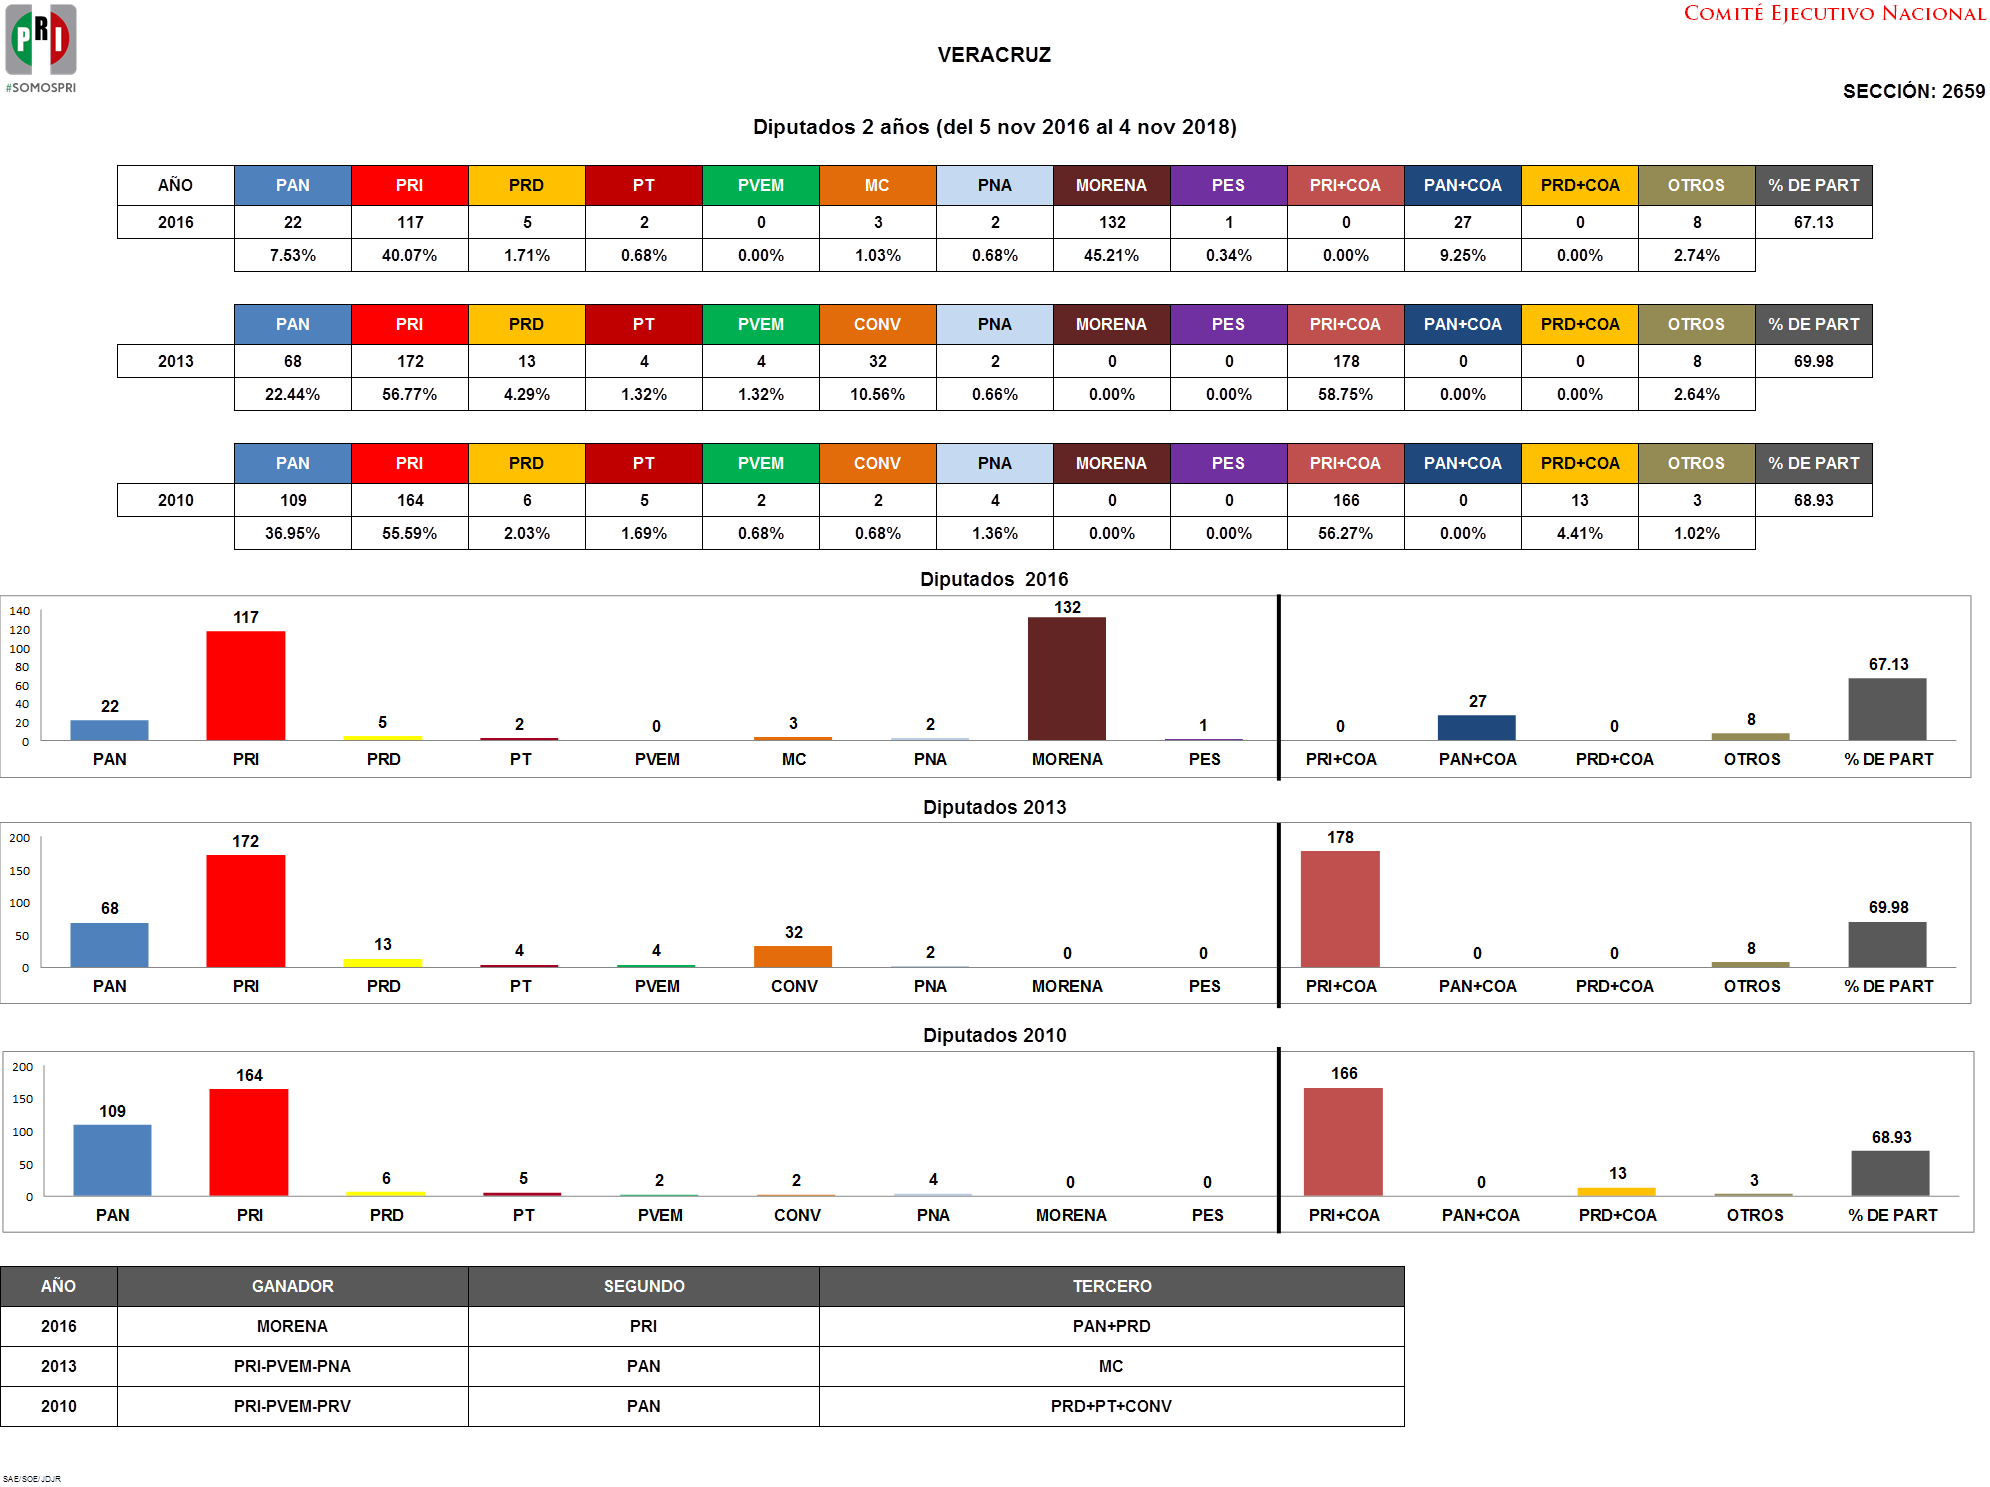 PRI
#SOMOSPRI
COMITÉ EJECUTIVO NACIONAL
VERACRUZ
SECCIÓN: 2659
Diputados 2 años (del 5 nov 2016 al 4 nov 2018)
AÑO PAN PRI PRD PT PVEM MC PNA MORENA PES PRI+COA PAN+COA PRD+COA OTROS % DE PART
2016 22 117 5 2 0 3 2 132 1 0 27 0 8 67.13
7.53% 40.07% 1.71% 0.68% 0.00% 1.03% 0.68% 45.21% 0.34% 0.00% 9.25% 0.00% 2.74%
PAN PRI PRD PT PVEM CONV PNA MORENA PES PRI+COA PAN+COA PRD+COA OTROS % DE PART
2013 68 172 13 4 4 32 2 0 0 178 0 0 8 69.98
22.44% 56.77% 4.29% 1.32% 1.32% 10.56% 0.66% 0.00% 0.00% 58.75% 0.00% 0.00% 2.64%
PAN PRI PRD PT PVEM CONV PNA MORENA PES PRI+COA PAN+COA PRD+COA OTROS % DE PART
2010 109 164 6 5 2 2 4 0 0 166 0 13 3 68.93
36.95% 55.59% 2.03% 1.69% 0.68% 0.68% 1.36% 0.00% 0.00% 56.27% 0.00% 4.41% 1.02%
Diputados 2016
140
120
100
80
60
40
20
0
22 117 5 2 0 3 2 132 1 0 27 0 8 67.13
PAN PRI PRD PT PVEM MC PNA MORENA PES PRI+COA PAN+COA PRD+COA OTROS % DE PART
Diputados 2013
200
150
100
50
0
68 172 13 4 4 32 2 0 0 178 0 0 8 69.98
PAN PRI PRD PT PVEM CONV PNA MORENA PES PRI+COA PAN+COA PRD+COA OTROS % DE PART
Diputados 2010
200
150
100
50
0
109 164 6 5 2 2 4 0 0 166 0 13 3 68.93
PAN PRI PRD PT PVEM CONV PNA MORENA PES PRI+COA PAN+COA PRD+COA OTROS % DE PART
AÑO GANADOR SEGUNDO TERCERO
2016 MORENA PRI PAN+PRD
2013 PRI-PVEM-PNA PAN MC
2010 PRI-PVEM-PRV PAN PRD+PT+CONV
SAE/SOE/JDJR